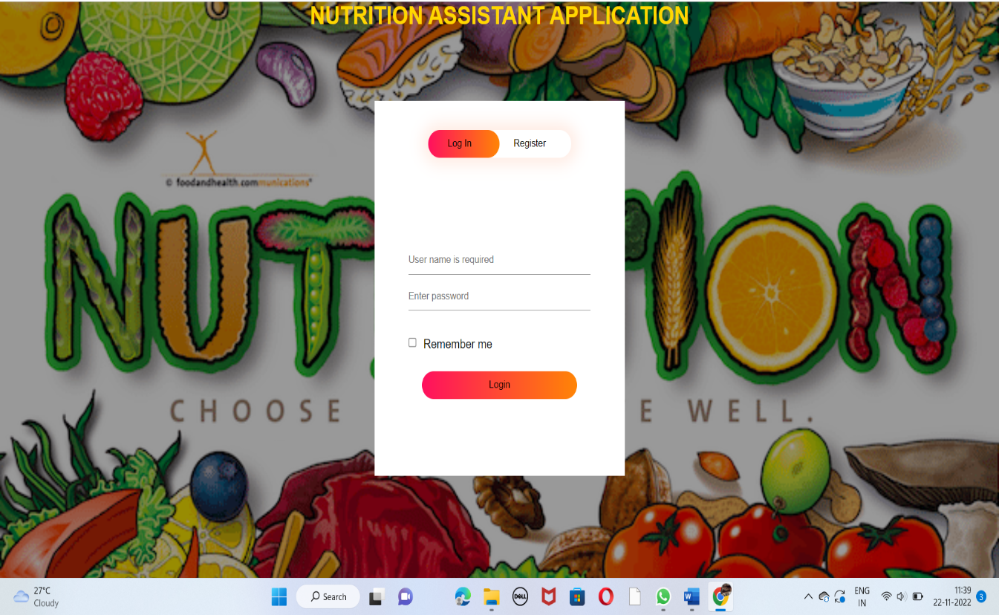 NUTRITION ASSISTANT APPLICATION
Log In Register
© foodandhealth.communications
NUT ION
User name is required
Enter password
Remember me
Login
CHOOSE E WELL.
27°C
Cloudy
Search
DELL
ENG
IN
11:39
22-11-2022
3